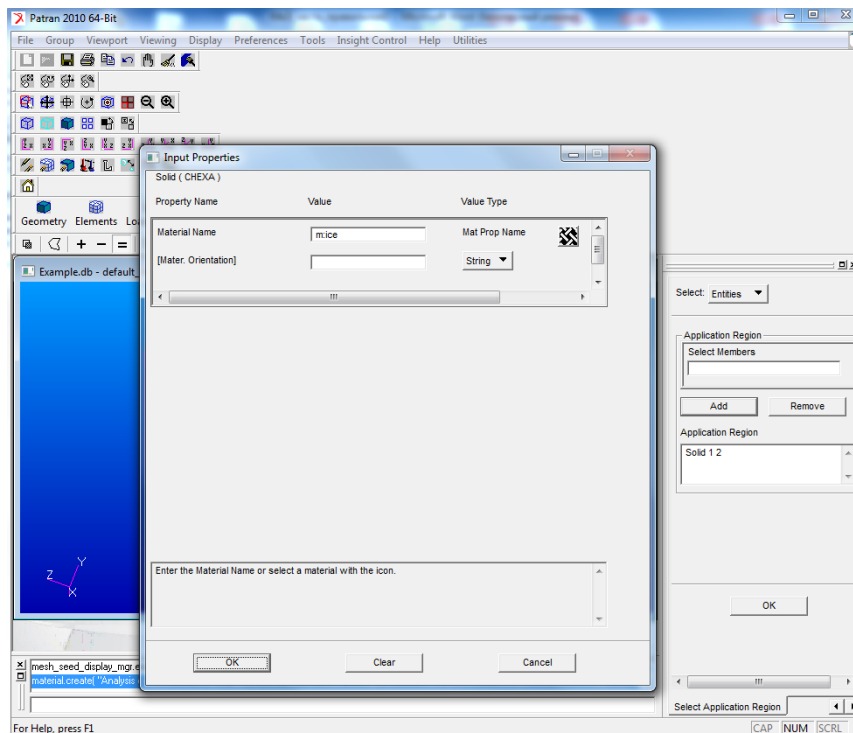 Patran 2010 64-Bit
File Group Viewport Viewing Display Preferences Tools Insight Control Help Utilities
Geometry Elements
Input Properties
Solid ( CHEXA )
Property Name Value Value Type
Material Name m:ice Mat Prop Name
[Mater. Orientation] String
Example.db - default_
Select: Entities
Application Region
Select Members
Add Remove
Application Region
Solid 1 2
Y
Z
X
Enter the Material Name or select a material with the icon.
OK
OK Clear Cancel
mesh_seed_display_mgr.e
material.create( "Analysis
Select Application Region
For Help, press F1
CAP NUM SCRL